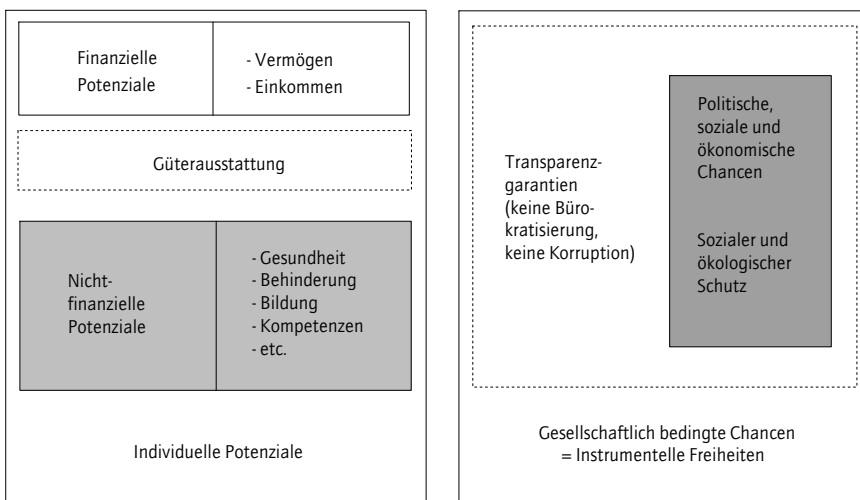 Finanzielle
Potenziale
- Vermögen
- Einkommen
Güterausstattung
Nicht-
finanzielle
Potenziale
- Gesundheit
- Behinderung
- Bildung
- Kompetenzen
- etc.
Individuelle Potenziale
Transparenz-
garantien
(keine Büro-
kratisierung,
keine Korruption)
Politische,
soziale und
ökonomische
Chancen
Sozialer und
ökologischer
Schutz
Gesellschaftlich bedingte Chancen
= Instrumentelle Freiheiten